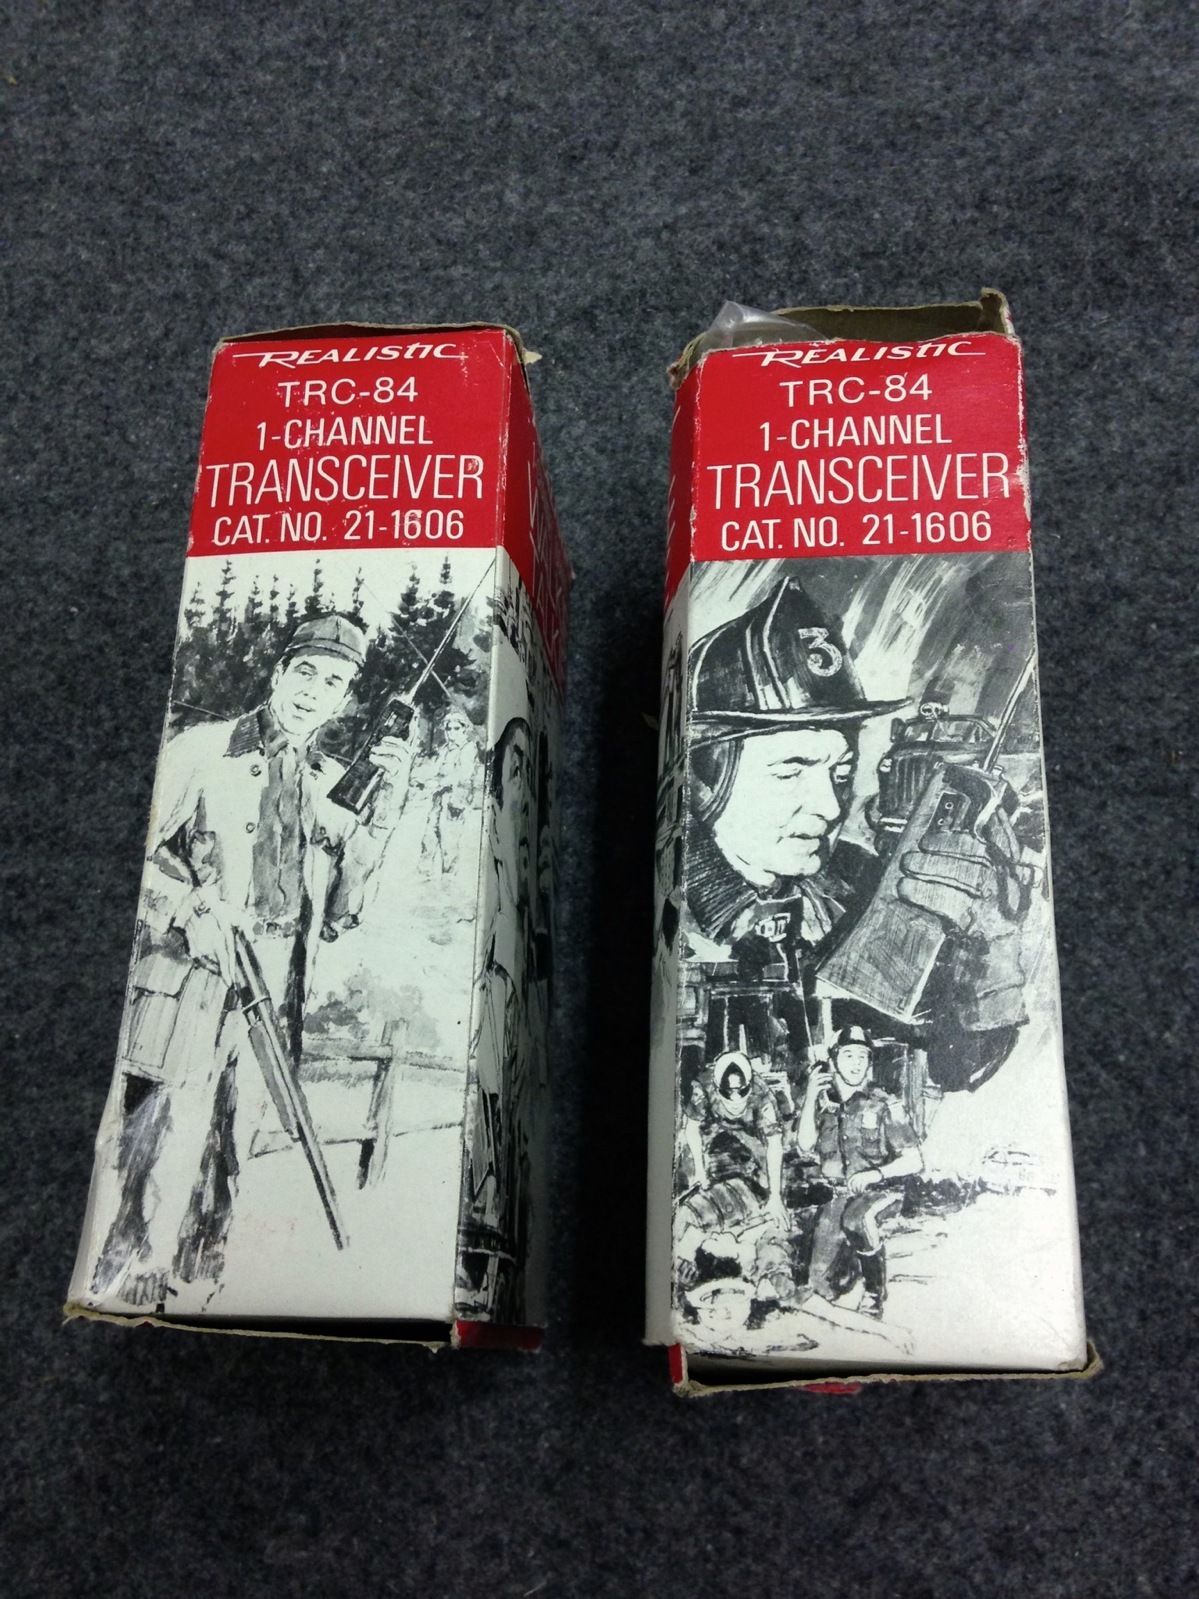 REALISTIC
TRC-84
1-CHANNEL
TRANSCEIVER
CAT. NO. 21-1606
REALISTIC
TRC-84
1-CHANNEL
TRANSCEIVER
CAT. NO. 21-1606
3